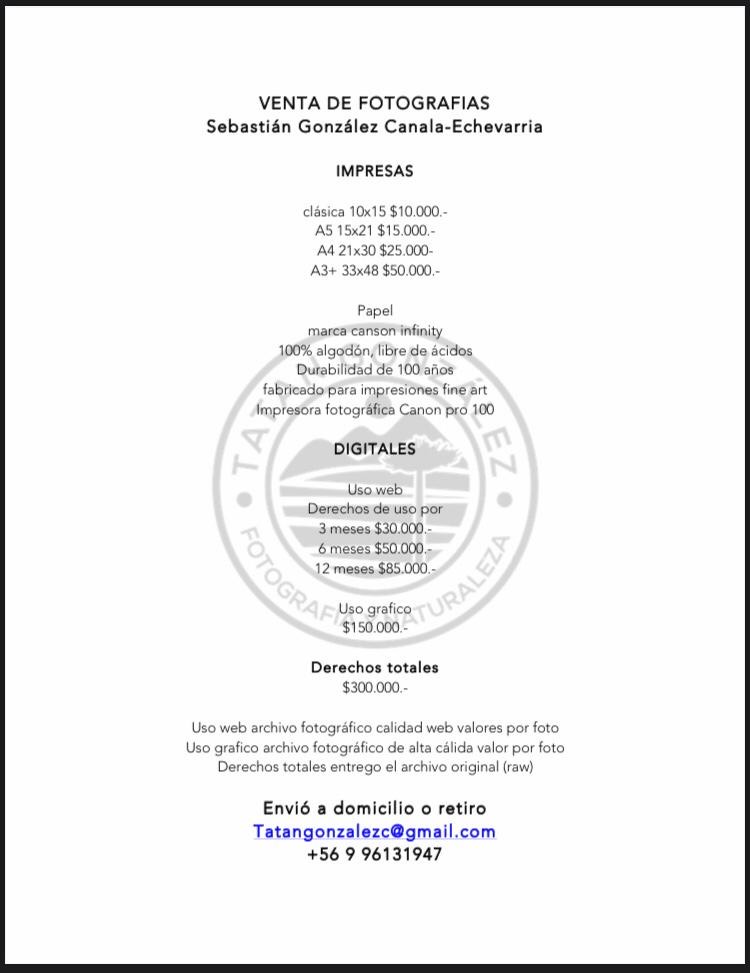 VENTA DE FOTOGRAFIAS
Sebastián González Canala-Echevarria
IMPRESAS
clásica 10x15 $10.000.-
A5 15x21 $15.000.-
A4 21x30 $25.000-
A3+ 33x48 $50.000.-
Papel
marca canson infinity
100% algodón, libre de ácidos
Durabilidad de 100 años
fabricado para impresiones fine art
Impresora fotográfica Canon pro 100
DIGITALES
Uso web
Derechos de uso por
3 meses $30.000.-
6 meses $50.000.-
12 meses $85.000.-
Uso grafico
$150.000.-
Derechos totales
$300.000.-
Uso web archivo fotográfico calidad web valores por foto
Uso grafico archivo fotográfico de alta cálida valor por foto
Derechos totales entrego el archivo original (raw)
Envió a domicilio o retiro
Tatangonzalezc@gmail.com
+56 9 96131947
TATAN GONZÁLEZ
FOTOGRAFIA Y NATURALEZA